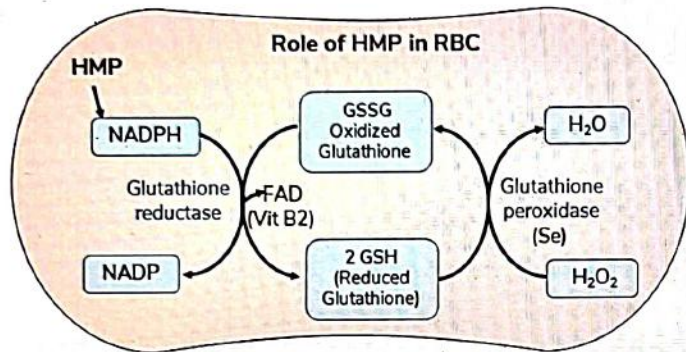 Role of HMP in RBC
HMP
NADPH
GSSG
Oxidized
Glutathione
H₂O
Glutathione
reductase
FAD
(Vit B2)
Glutathione
peroxidase
(Se)
NADP
2 GSH
(Reduced
Glutathione)
H₂O₂